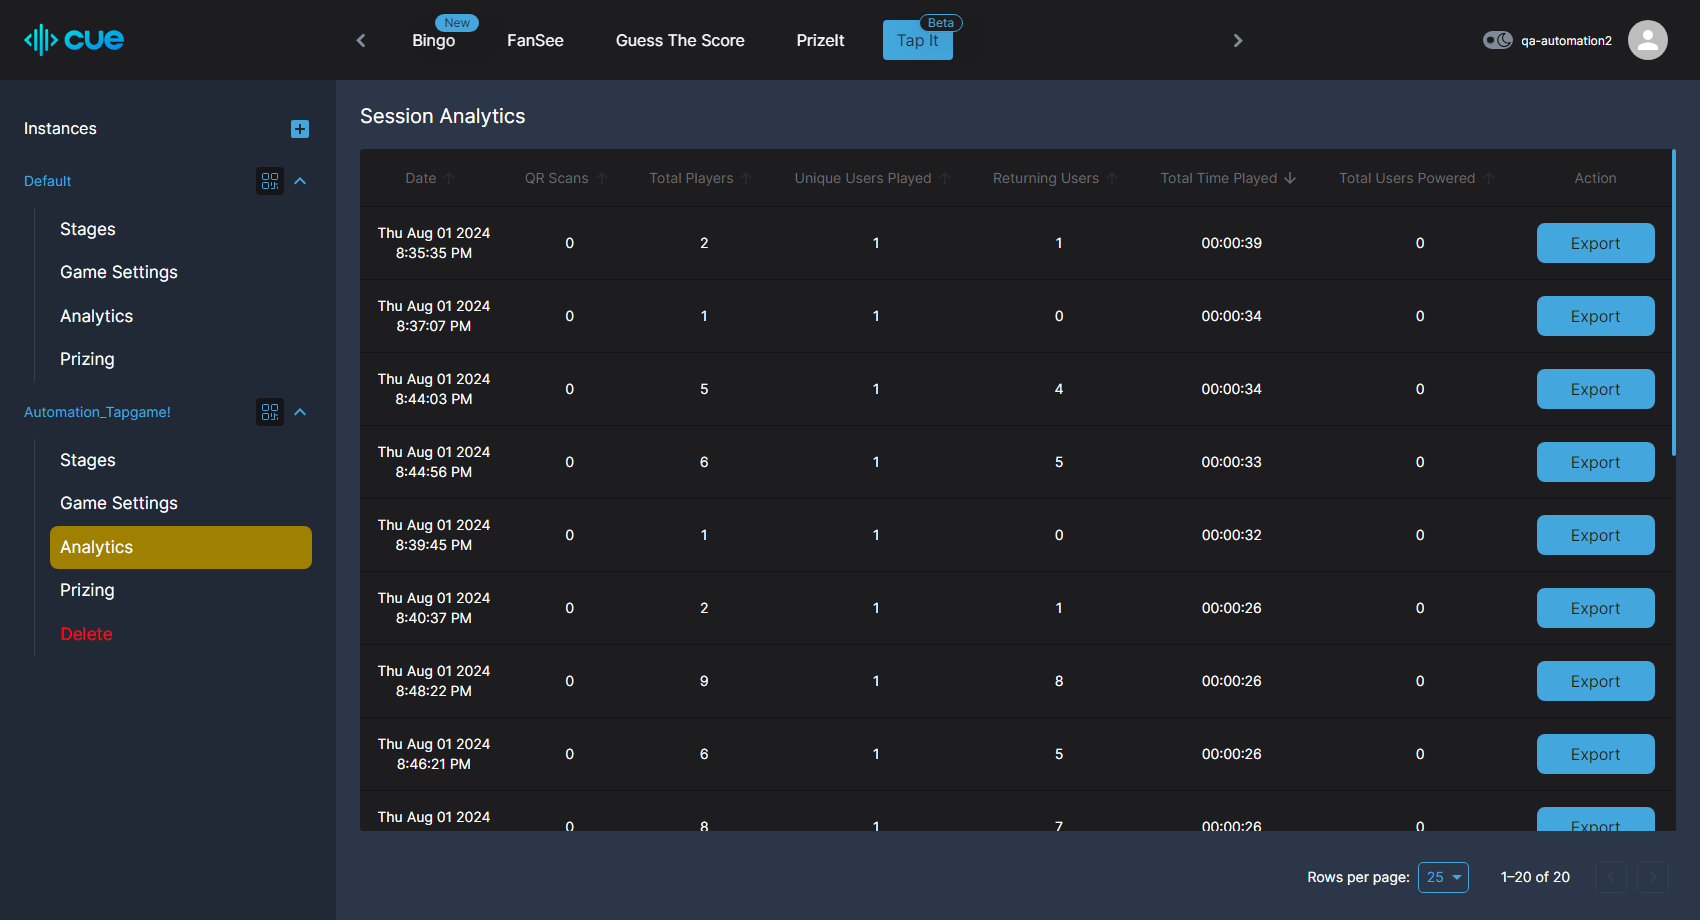 cue
Bingo
New
FanSee
Guess The Score
PrizeIt
Tap It
Beta
qa-automation2
Instances
Default
Stages
Game Settings
Analytics
Prizing
Automation_Tapgame!
Stages
Game Settings
Analytics
Prizing
Delete
Session Analytics
Date QR Scans Total Players Unique Users Played Returning Users Total Time Played Total Users Powered Action
Thu Aug 01 2024
8:35:35 PM
0 2 1 1 00:00:39 0 Export
Thu Aug 01 2024
8:37:07 PM
0 1 1 0 00:00:34 0 Export
Thu Aug 01 2024
8:44:03 PM
0 5 1 4 00:00:34 0 Export
Thu Aug 01 2024
8:44:56 PM
0 6 1 5 00:00:33 0 Export
Thu Aug 01 2024
8:39:45 PM
0 1 1 0 00:00:32 0 Export
Thu Aug 01 2024
8:40:37 PM
0 2 1 1 00:00:26 0 Export
Thu Aug 01 2024
8:48:22 PM
0 9 1 8 00:00:26 0 Export
Thu Aug 01 2024
8:46:21 PM
0 6 1 5 00:00:26 0 Export
Thu Aug 01 2024
0 8 1 7 00:00:26 0 Export
Rows per page: 25 1–20 of 20